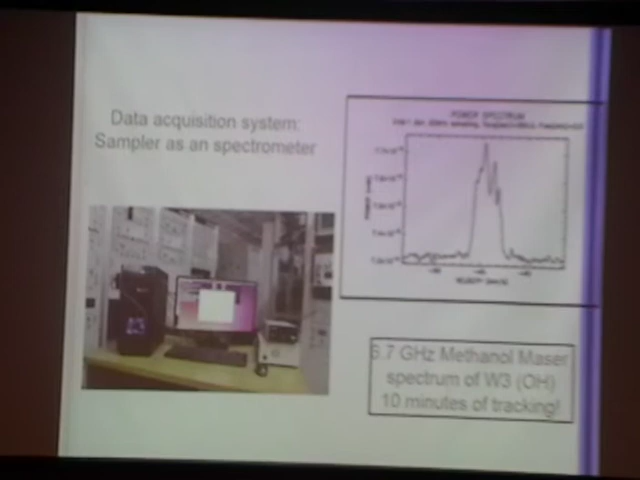 Data acquisition system:
Sampler as an spectrometer
POWER SPECTRUM
6.7 GHz Methanol Maser
spectrum of W3 (OH)
10 minutes of tracking!